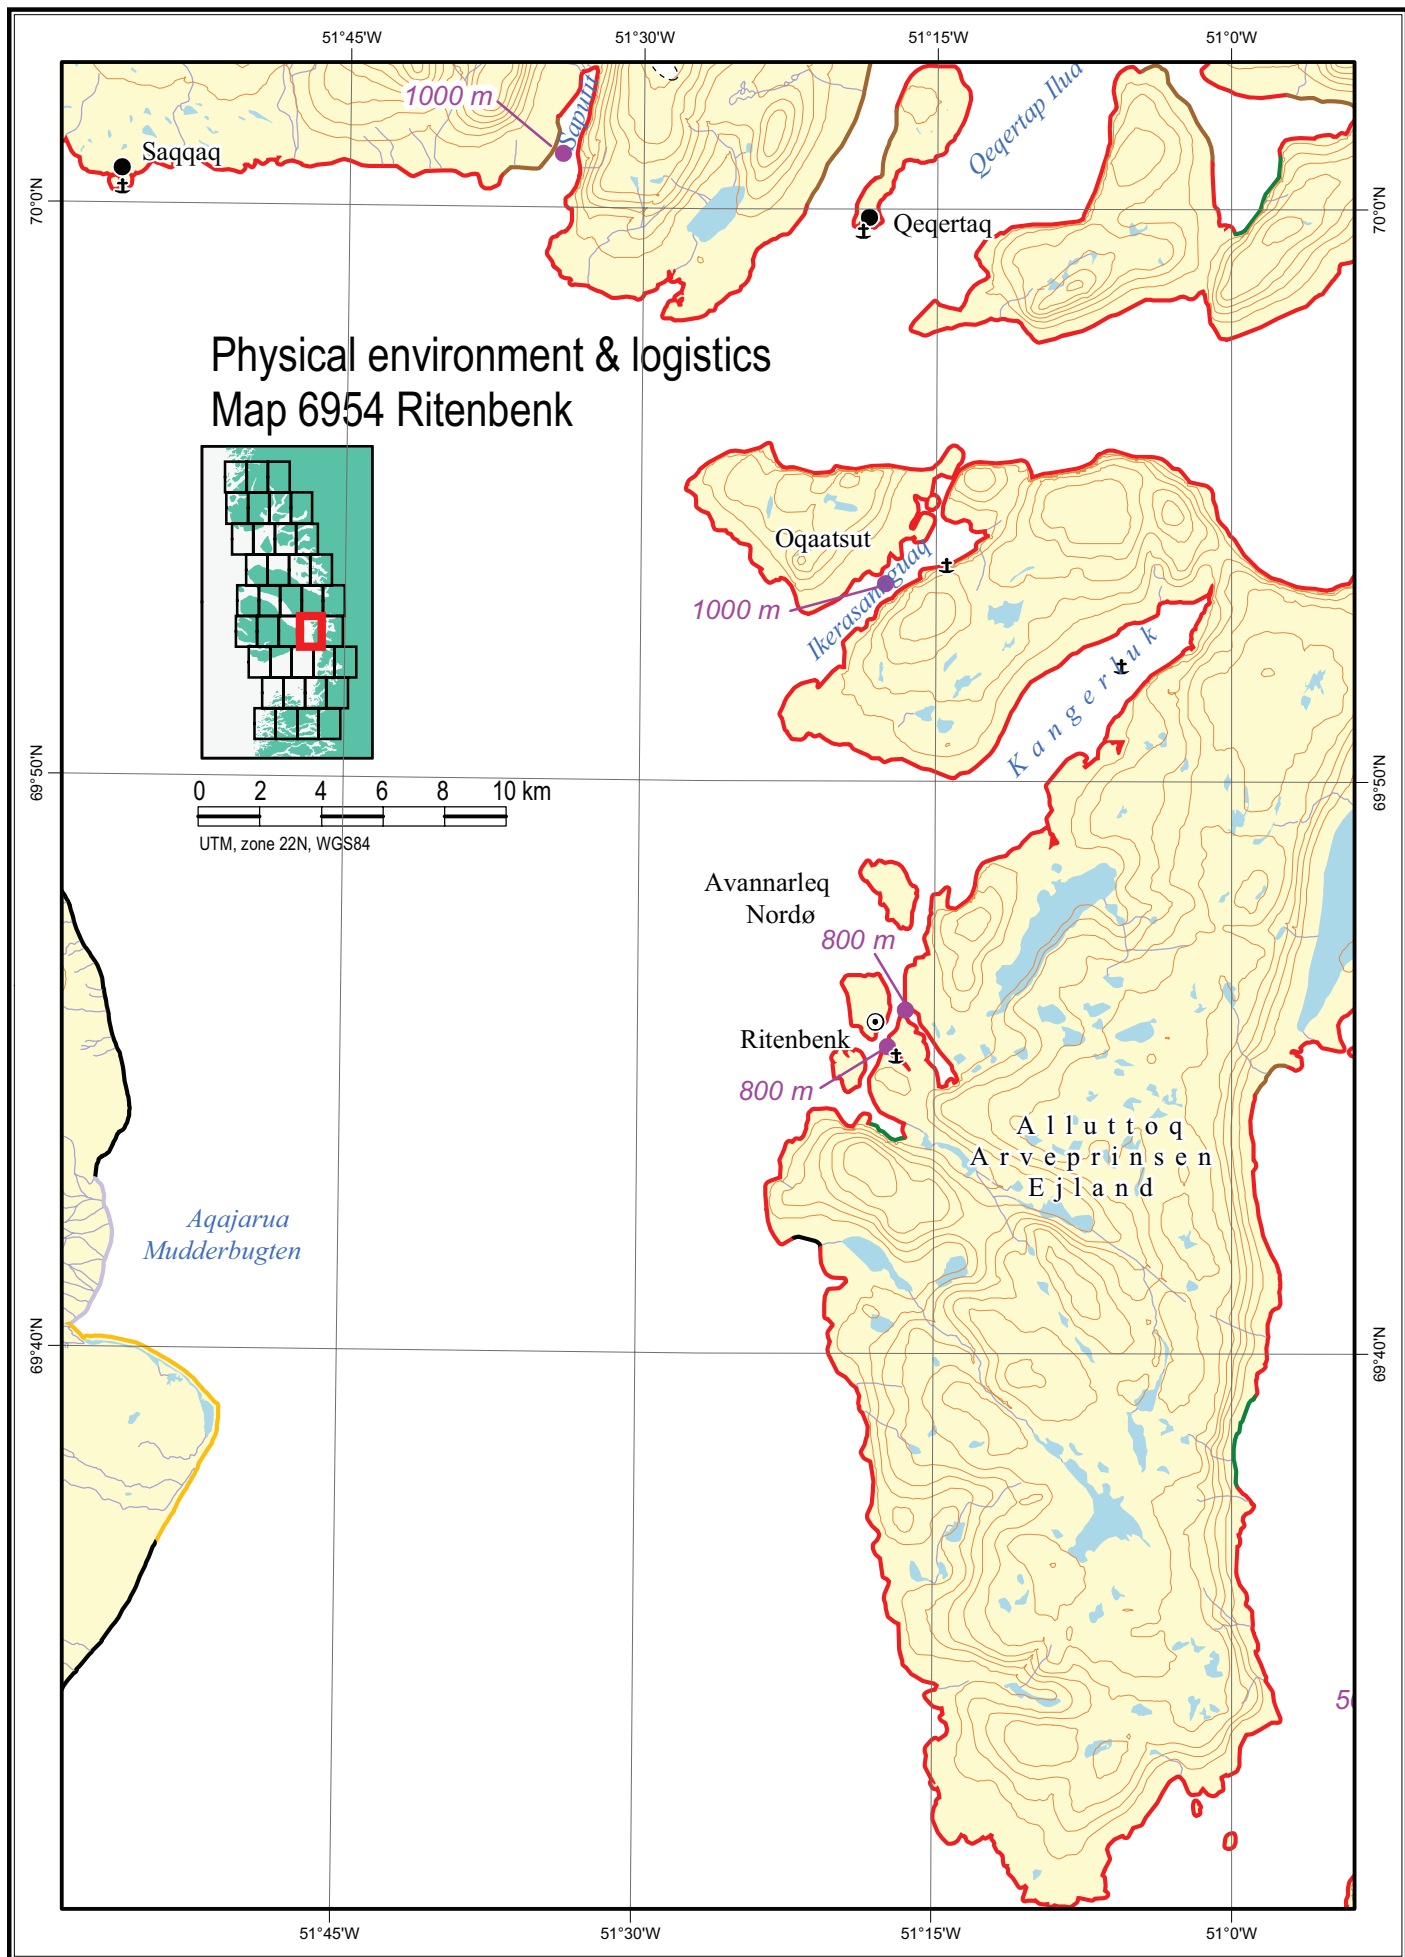 51°45'W
51°30'W
51°15'W
51°0'W
1000 m
Sapuut
Qeqertap Ilua
Saqqaq
70°0'N
70°0'N
Qeqertaq
Physical environment & logistics
Map 6954 Ritenbenk
Oqaatsut
1000 m
Ikerasannguaq
Kangerluk
69°50'N
69°50'N
0 2 4 6 8 10 km
UTM, zone 22N, WGS84
Avannarleq
Nordø
800 m
Ritenbenk
800 m
Alluttoq
Arveprinsen
Ejland
Aqajarua
Mudderbugten
69°40'N
69°40'N
51°45'W
51°30'W
51°15'W
51°0'W